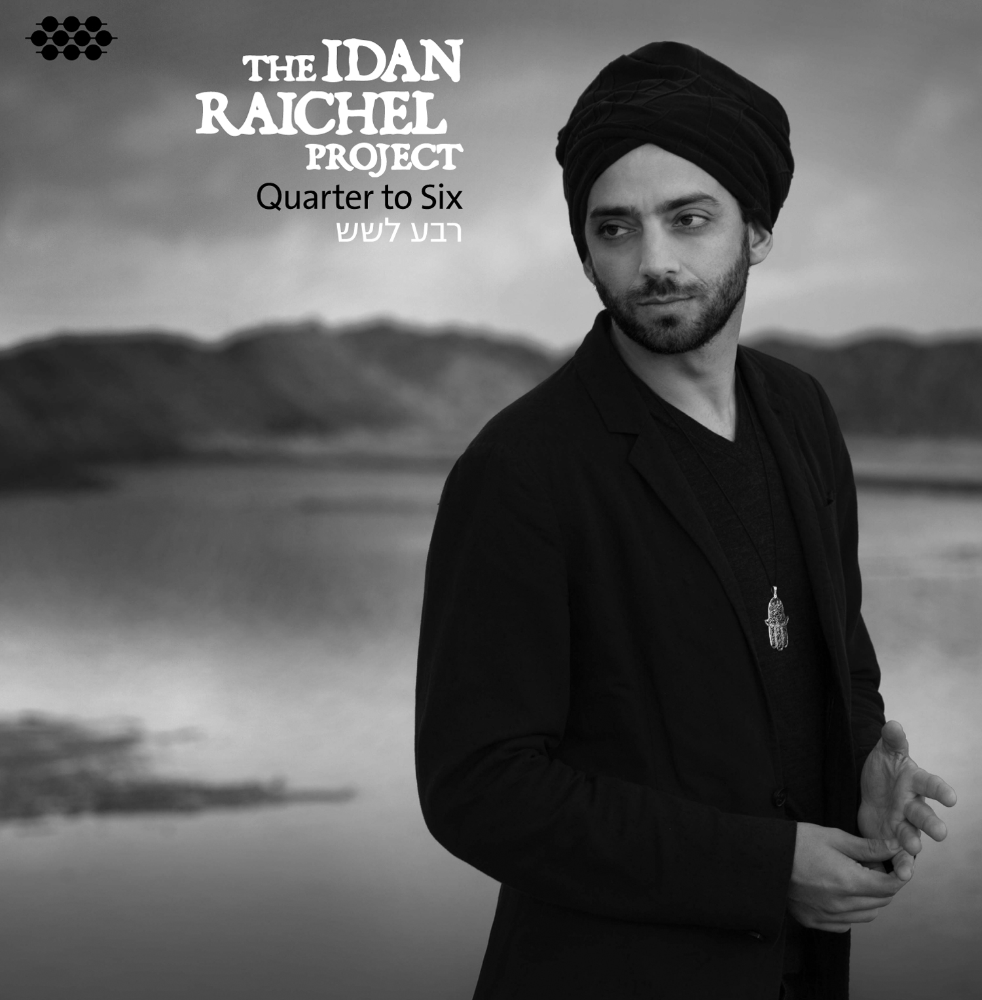 THE IDAN
RAICHEL
PROJECT
Quarter to Six
רבע לשש